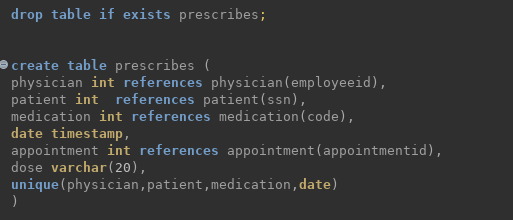 drop table if exists prescribes;
create table prescribes (
physician int references physician(employeeid),
patient int  references patient(ssn),
medication int references medication(code),
date timestamp,
appointment int references appointment(appointmentid),
dose varchar(20),
unique(physician,patient,medication,date)
)